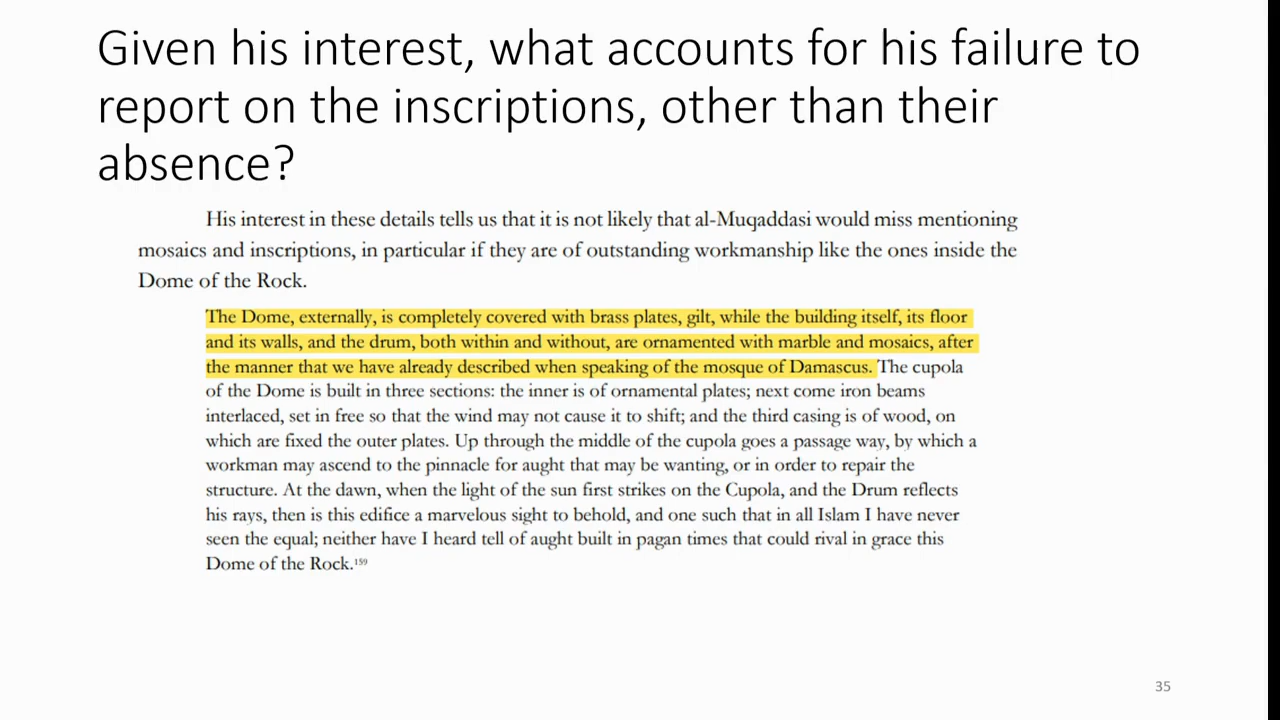 Given his interest, what accounts for his failure to
report on the inscriptions, other than their
absence?
His interest in these details tells us that it is not likely that al-Muqaddasi would miss mentioning
mosaics and inscriptions, in particular if they are of outstanding workmanship like the ones inside the
Dome of the Rock.
The Dome, externally, is completely covered with brass plates, gilt, while the building itself, its floor
and its walls, and the drum, both within and without, are ornamented with marble and mosaics, after
the manner that we have already described when speaking of the mosque of Damascus. The cupola
of the Dome is built in three sections: the inner is of ornamental plates; next come iron beams
interlaced, set in free so that the wind may not cause it to shift; and the third casing is of wood, on
which are fixed the outer plates. Up through the middle of the cupola goes a passage way, by which a
workman may ascend to the pinnacle for aught that may be wanting, or in order to repair the
structure. At the dawn, when the light of the sun first strikes on the Cupola, and the Drum reflects
his rays, then is this edifice a marvelous sight to behold, and one such that in all Islam I have never
seen the equal; neither have I heard tell of aught built in pagan times that could rival in grace this
Dome of the Rock.¹⁵⁹
35